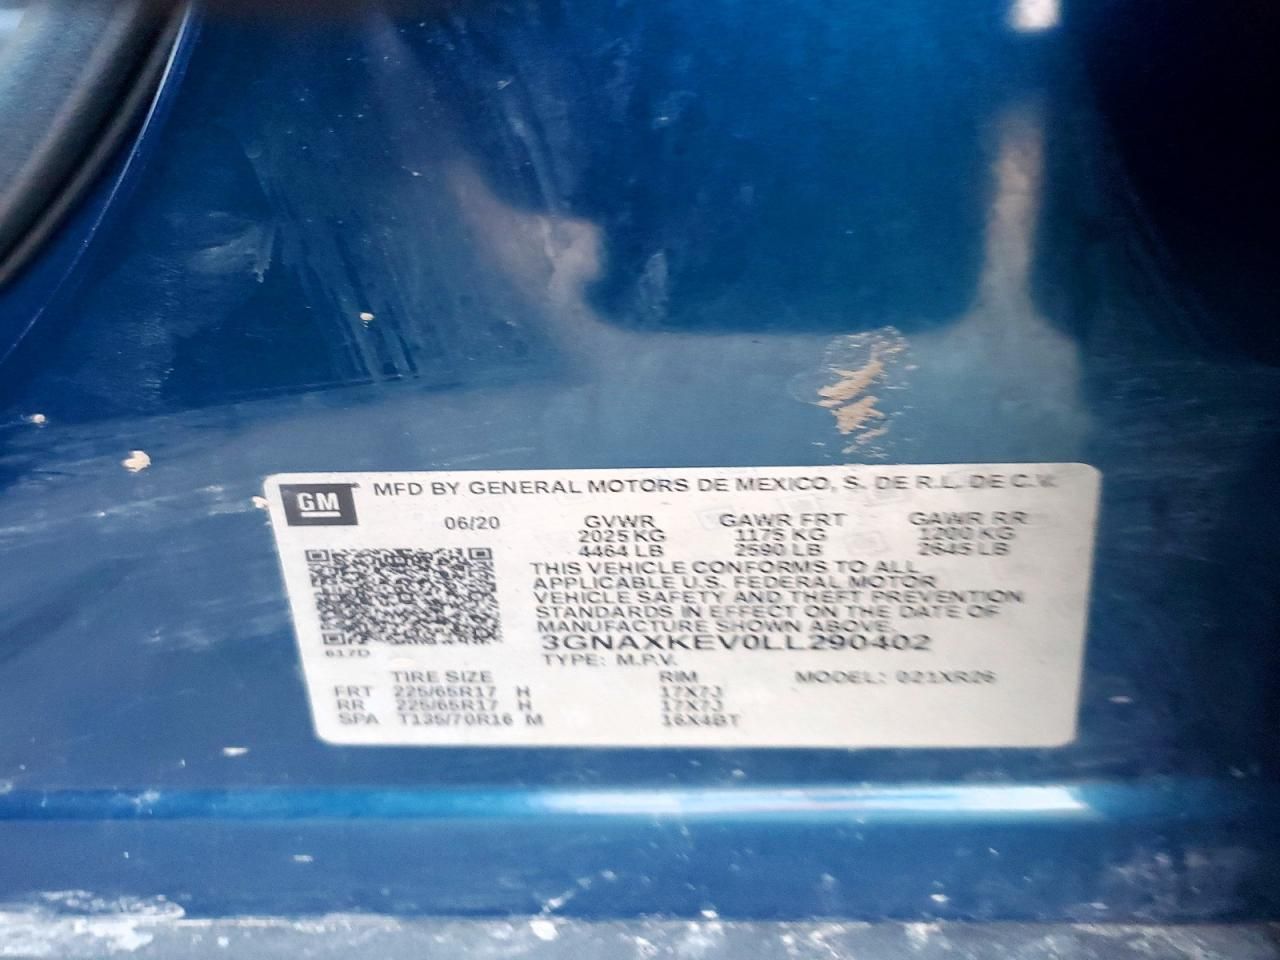 GM
MFD BY GENERAL MOTORS DE MEXICO, S. DE R.L. DE C.V.
06/20 GVWR GAWR FRT GAWR RR
2025 KG 1175 KG 1200 KG
4464 LB 2590 LB 2645 LB
THIS VEHICLE CONFORMS TO ALL
APPLICABLE U.S. FEDERAL MOTOR
VEHICLE SAFETY AND THEFT PREVENTION
STANDARDS IN EFFECT ON THE DATE OF
MANUFACTURE SHOWN ABOVE.
3GNAXKEV0LL290402
617D
TYPE: M.P.V.
TIRE SIZE RIM MODEL: 021XR26
FRT 225/65R17 H 17X7J
RR 225/65R17 H 17X7J
SPA T135/70R16 M 16X4BT